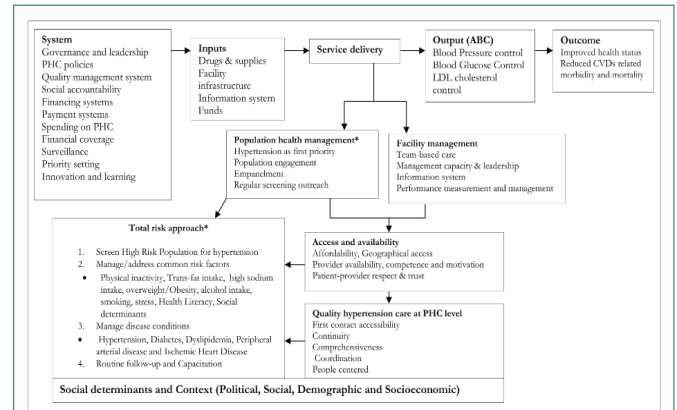 System
Governance and leadership
PHC policies
Quality management system
Social accountability
Financing systems
Payment systems
Spending on PHC
Financial coverage
Surveillance
Priority setting
Innovation and learning
Inputs
Drugs & supplies
Facility
infrastructure
Information system
Funds
Service delivery
Output (ABC)
Blood Pressure control
Blood Glucose Control
LDL cholesterol
control
Outcome
Improved health status
Reduced CVDs related
morbidity and mortality
Population health management*
Hypertension as first priority
Population engagement
Empanelment
Regular screening outreach
Facility management
Team-based care
Management capacity & leadership
Information system
Performance measurement and management
Total risk approach*
1. Screen High Risk Population for hypertension
2. Manage/address common risk factors
• Physical inactivity, Trans-fat intake, high sodium
intake, overweight/Obesity, alcohol intake,
smoking, stress, Health Literacy, Social
determinants
3. Manage disease conditions
• Hypertension, Diabetes, Dyslipidemia, Peripheral
arterial disease and Ischemic Heart Disease
4. Routine follow-up and Capacitation
Access and availability
Affordability, Geographical access
Provider availability, competence and motivation
Patient-provider respect & trust
Quality hypertension care at PHC level
First contact accessibility
Continuity
Comprehensiveness
Coordination
People centered
Social determinants and Context (Political, Social, Demographic and Socioeconomic)